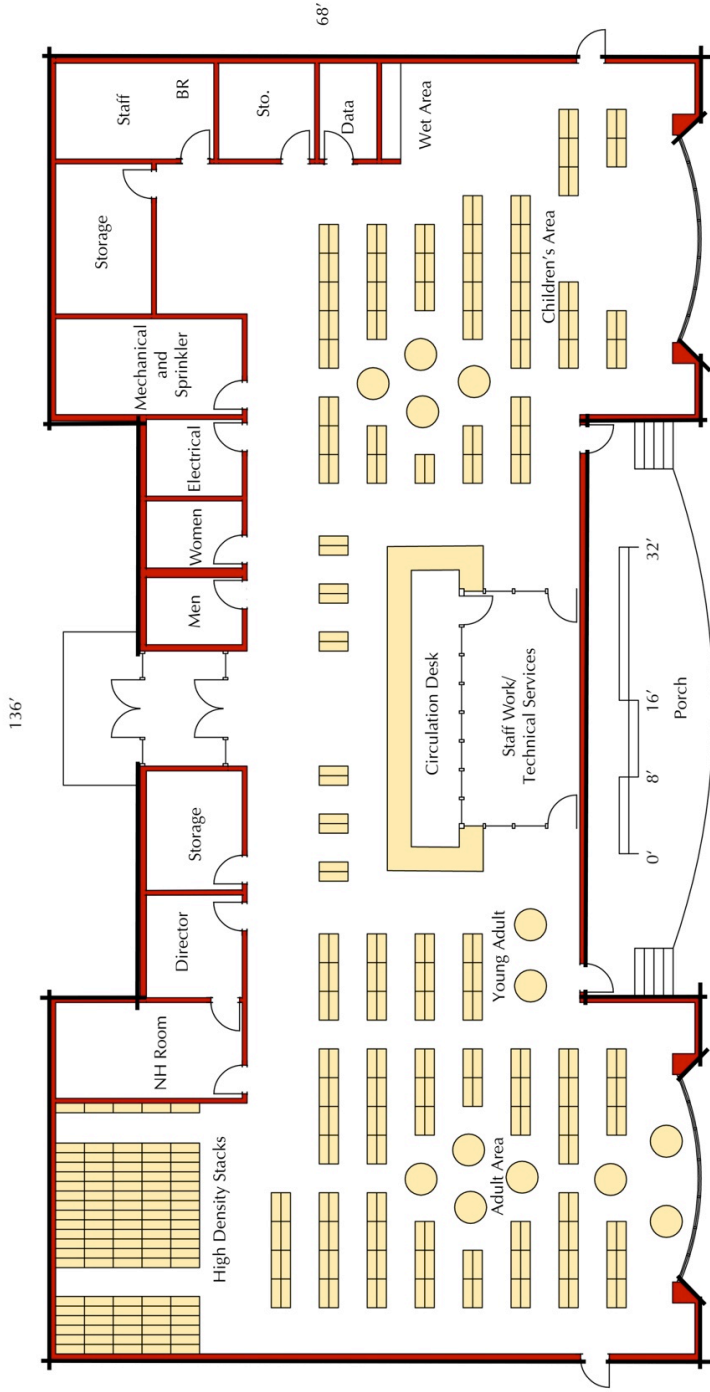 136′
68′
High Density Stacks
NH Room
Director
Storage
Men
Women
Electrical
Mechanical
and
Sprinkler
Storage
Staff
BR
Sto.
Data
Wet Area
Adult Area
Young Adult
Circulation Desk
Staff Work/
Technical Services
Children's Area
0′
8′
16′
32′
Porch